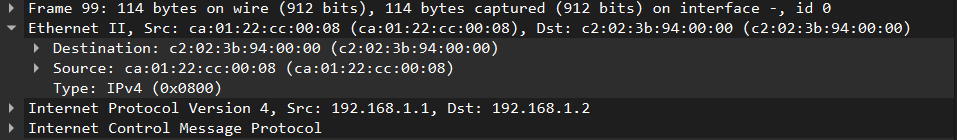 Frame 99: 114 bytes on wire (912 bits), 114 bytes captured (912 bits) on interface -, id 0
Ethernet II, Src: ca:01:22:cc:00:08 (ca:01:22:cc:00:08), Dst: c2:02:3b:94:00:00 (c2:02:3b:94:00:00)
Destination: c2:02:3b:94:00:00 (c2:02:3b:94:00:00)
Source: ca:01:22:cc:00:08 (ca:01:22:cc:00:08)
Type: IPv4 (0x0800)
Internet Protocol Version 4, Src: 192.168.1.1, Dst: 192.168.1.2
Internet Control Message Protocol